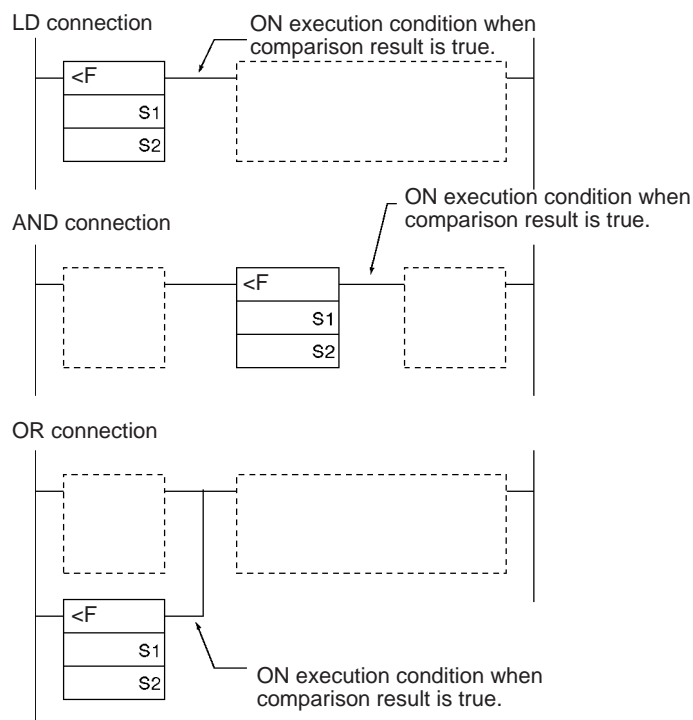 LD connection
ON execution condition when
comparison result is true.
<F
S1
S2
ON execution condition when
comparison result is true.
AND connection
<F
S1
S2
OR connection
<F
S1
S2
ON execution condition when
comparison result is true.